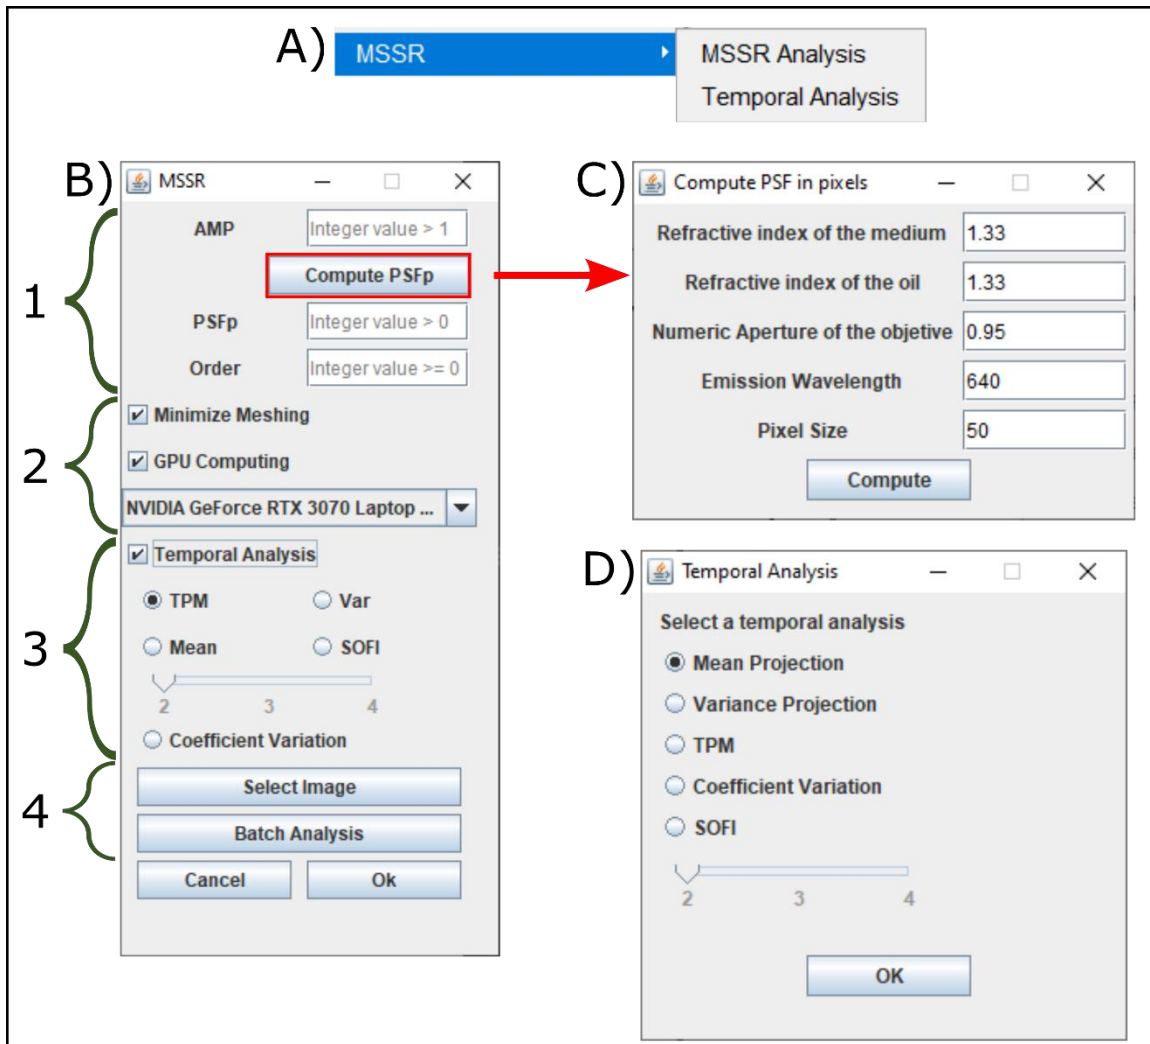 A)
MSSR
MSSR Analysis
Temporal Analysis
B)
MSSR
1
AMP
Integer value > 1
Compute PSFp
PSFp
Integer value > 0
Order
Integer value >= 0
2
Minimize Meshing
GPU Computing
NVIDIA GeForce RTX 3070 Laptop ...
3
Temporal Analysis
TPM
Var
Mean
SOFI
2 3 4
Coefficient Variation
4
Select Image
Batch Analysis
Cancel
Ok
C)
Compute PSF in pixels
Refractive index of the medium
1.33
Refractive index of the oil
1.33
Numeric Aperture of the objetive
0.95
Emission Wavelength
640
Pixel Size
50
Compute
D)
Temporal Analysis
Select a temporal analysis
Mean Projection
Variance Projection
TPM
Coefficient Variation
SOFI
2 3 4
OK